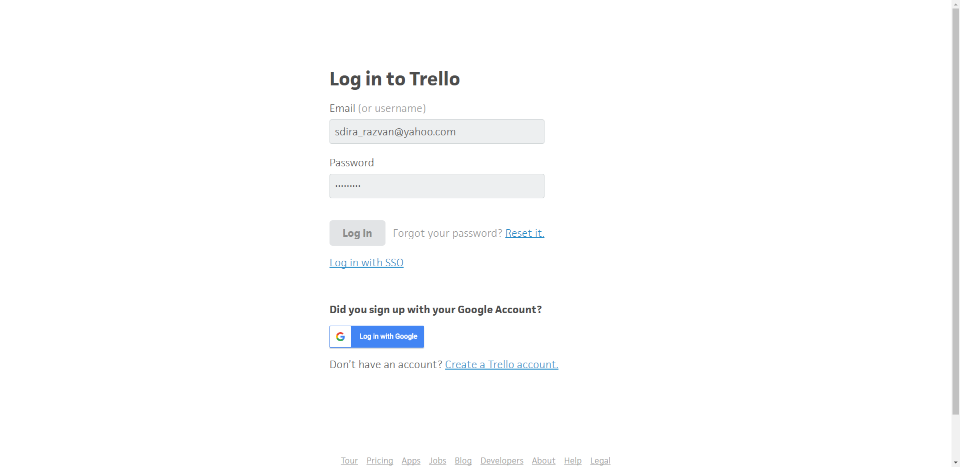 Log in to Trello
Email (or username)
sdira_razvan@yahoo.com
Password
•••••••••
Log In Forgot your password? Reset it.
Log in with SSO
Did you sign up with your Google Account?
G Log in with Google
Don't have an account? Create a Trello account.
Tour Pricing Apps Jobs Blog Developers About Help Legal